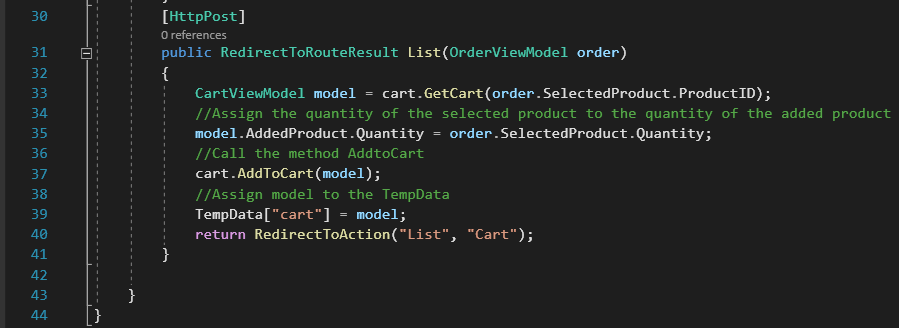 30 [HttpPost]
0 references
31 public RedirectToRouteResult List(OrderViewModel order)
32 {
33 CartViewModel model = cart.GetCart(order.SelectedProduct.ProductID);
34 //Assign the quantity of the selected product to the quantity of the added product
35 model.AddedProduct.Quantity = order.SelectedProduct.Quantity;
36 //Call the method AddtoCart
37 cart.AddToCart(model);
38 //Assign model to the TempData
39 TempData["cart"] = model;
40 return RedirectToAction("List", "Cart");
41 }
42
43 }
44 }